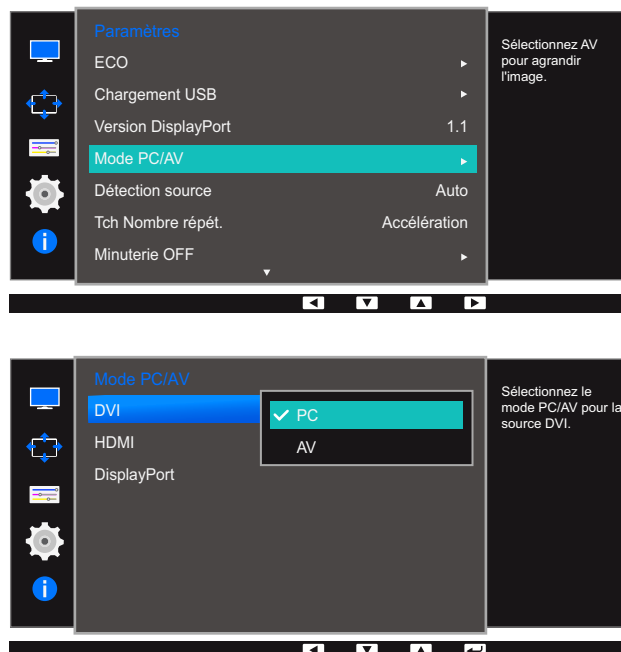 Paramètres
ECO
Chargement USB
Version DisplayPort 1.1
Mode PC/AV
Détection source Auto
Tch Nombre répét. Accélération
Minuterie OFF
Sélectionnez AV
pour agrandir
l'image.
Mode PC/AV
DVI
HDMI
DisplayPort
PC
AV
Sélectionnez le
mode PC/AV pour la
source DVI.